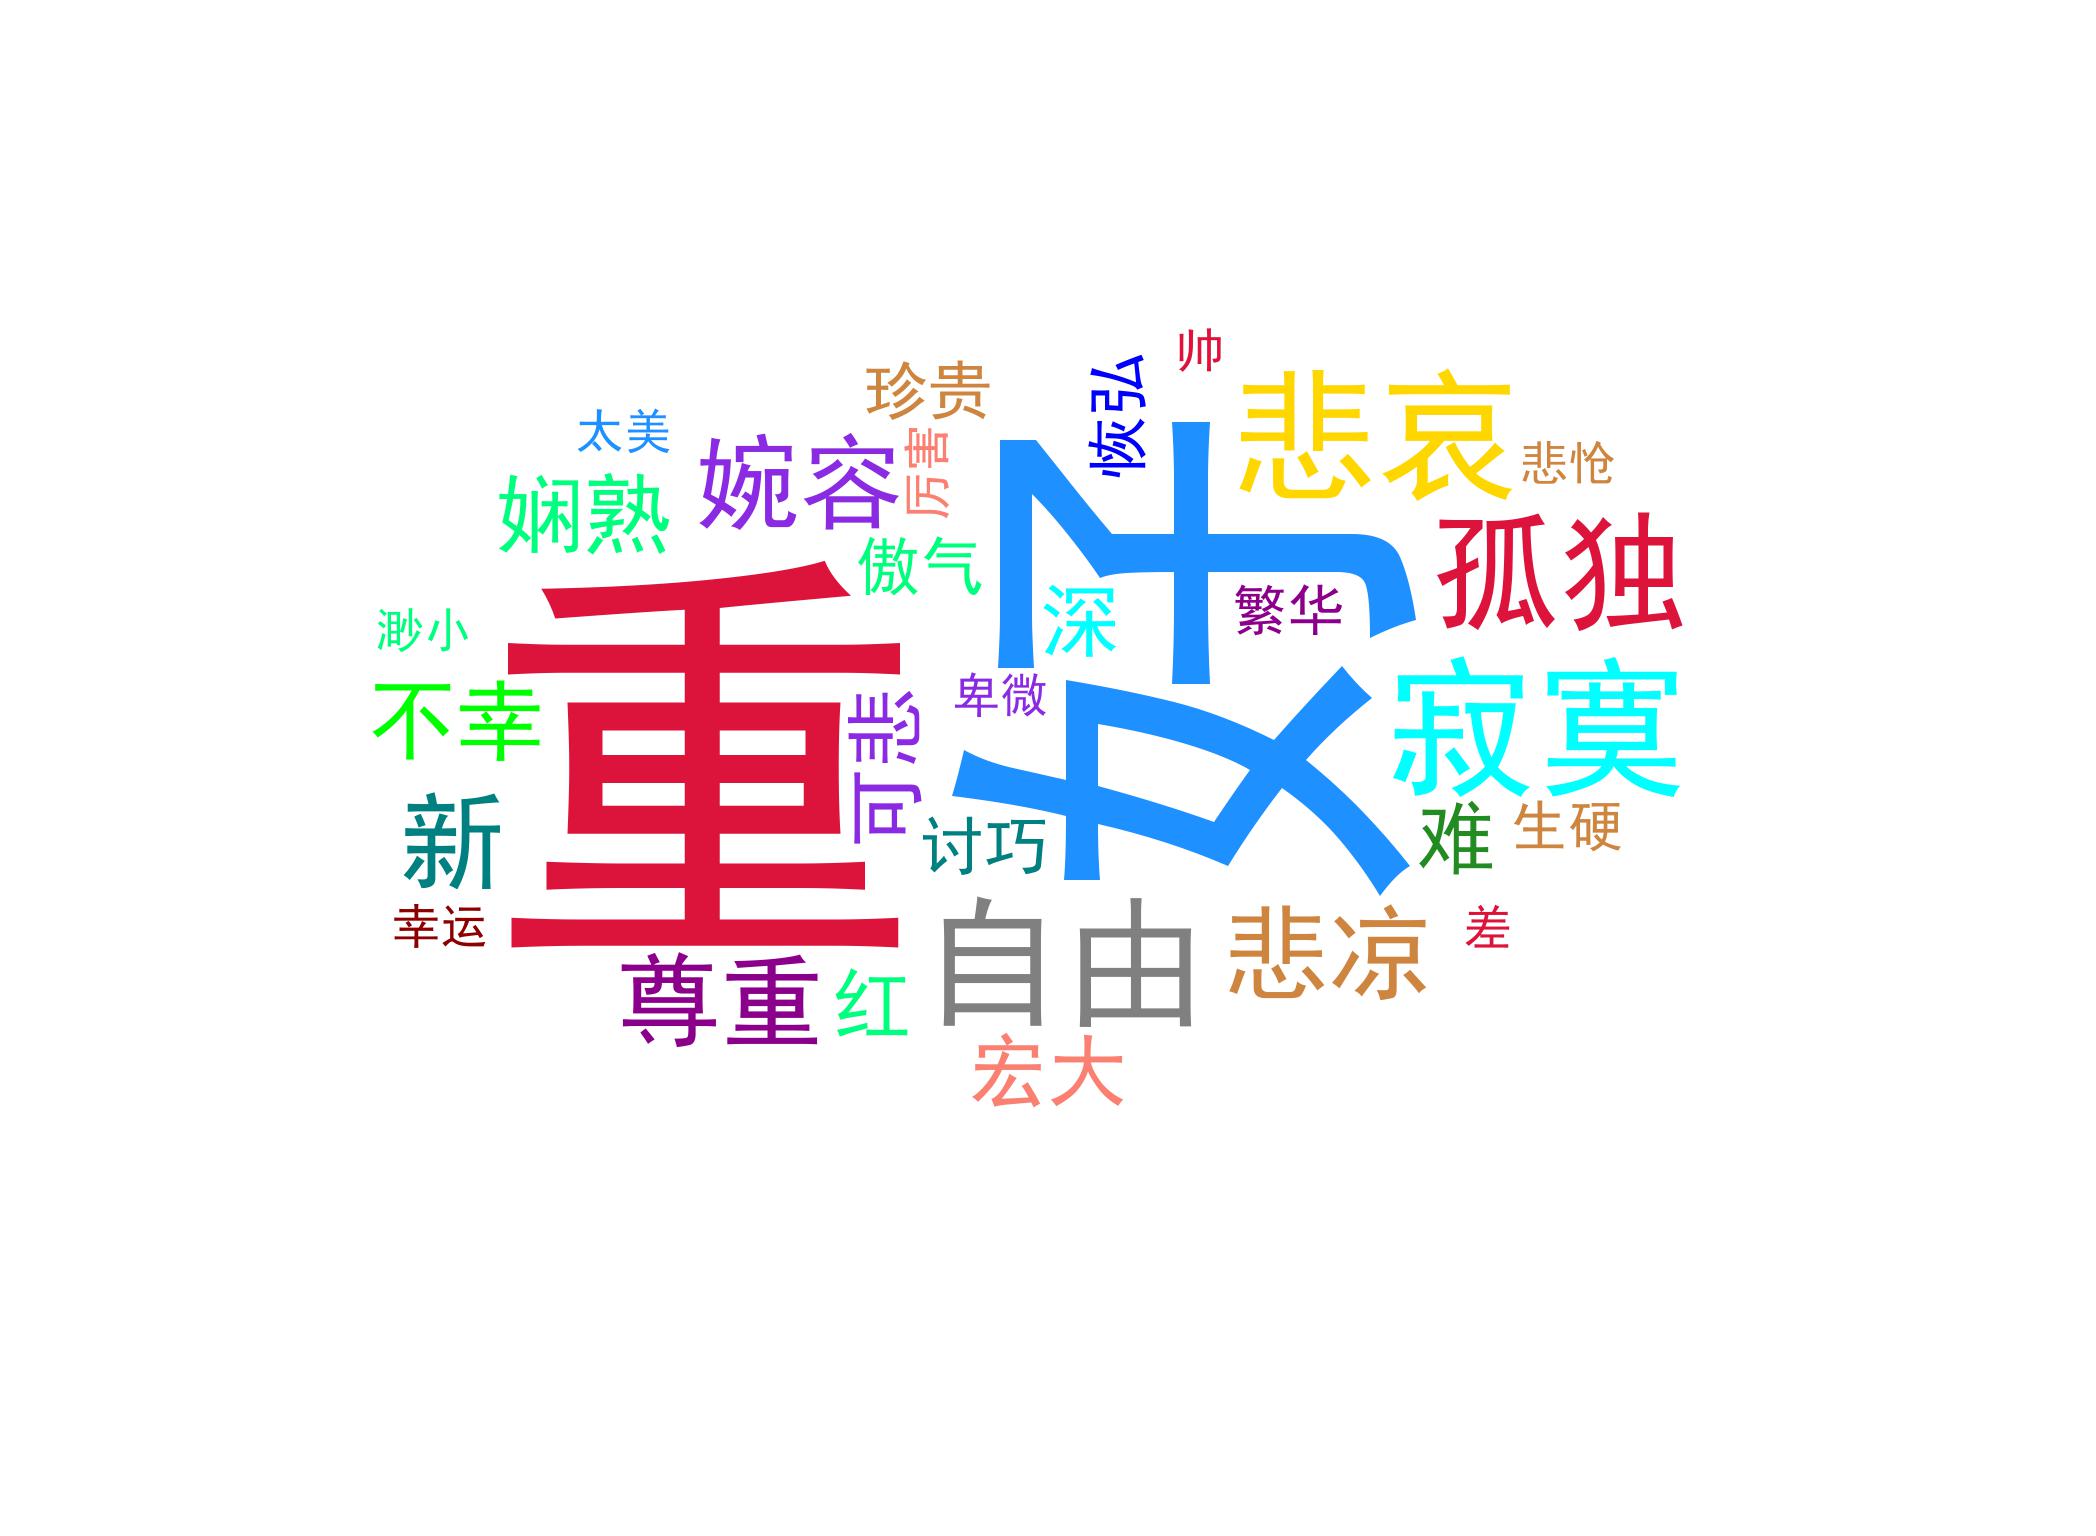 帅
恢弘
珍贵
悲哀
太美
婉容
厉害
悲怆
娴熟
傲气
孤独
女子
深
繁华
渺小
重
卑微
寂寞
不幸
可悲
新
讨巧
难
生硬
幸运
自由
悲凉
差
尊重
红
宏大